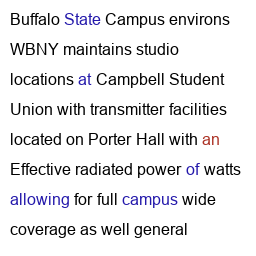 Buffalo State Campus environs
WBNY maintains studio
locations at Campbell Student
Union with transmitter facilities
located on Porter Hall with an
Effective radiated power of watts
allowing for full campus wide
coverage as well general